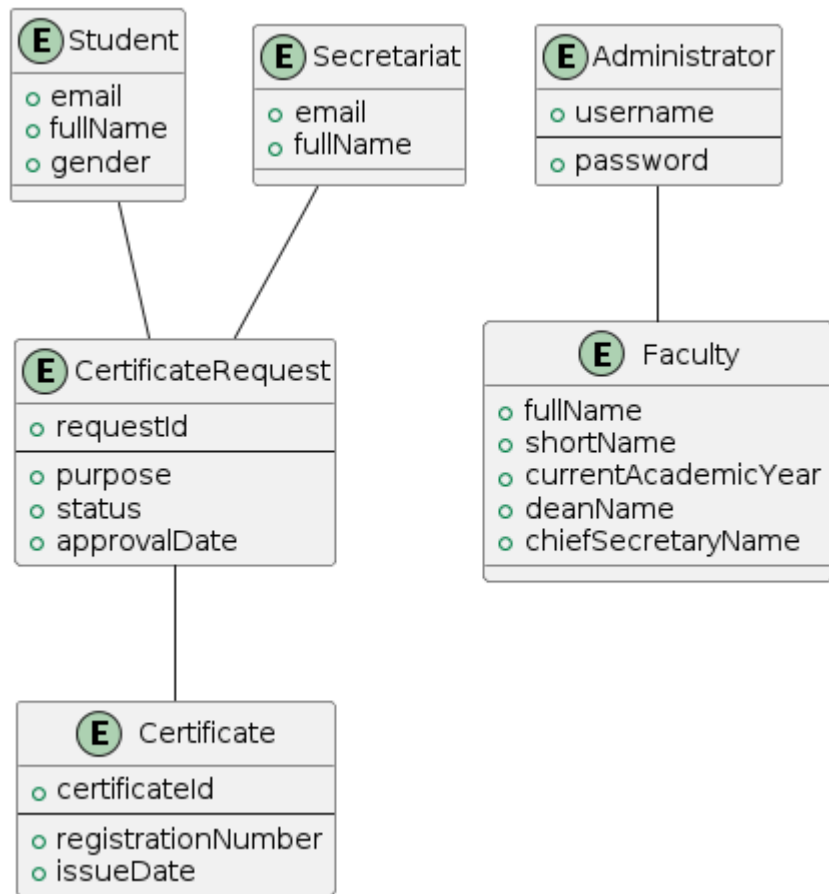 E Student
email
fullName
gender
E Secretariat
email
fullName
E Administrator
username
password
E CertificateRequest
requestId
purpose
status
approvalDate
E Faculty
fullName
shortName
currentAcademicYear
deanName
chiefSecretaryName
E Certificate
certificateId
registrationNumber
issueDate